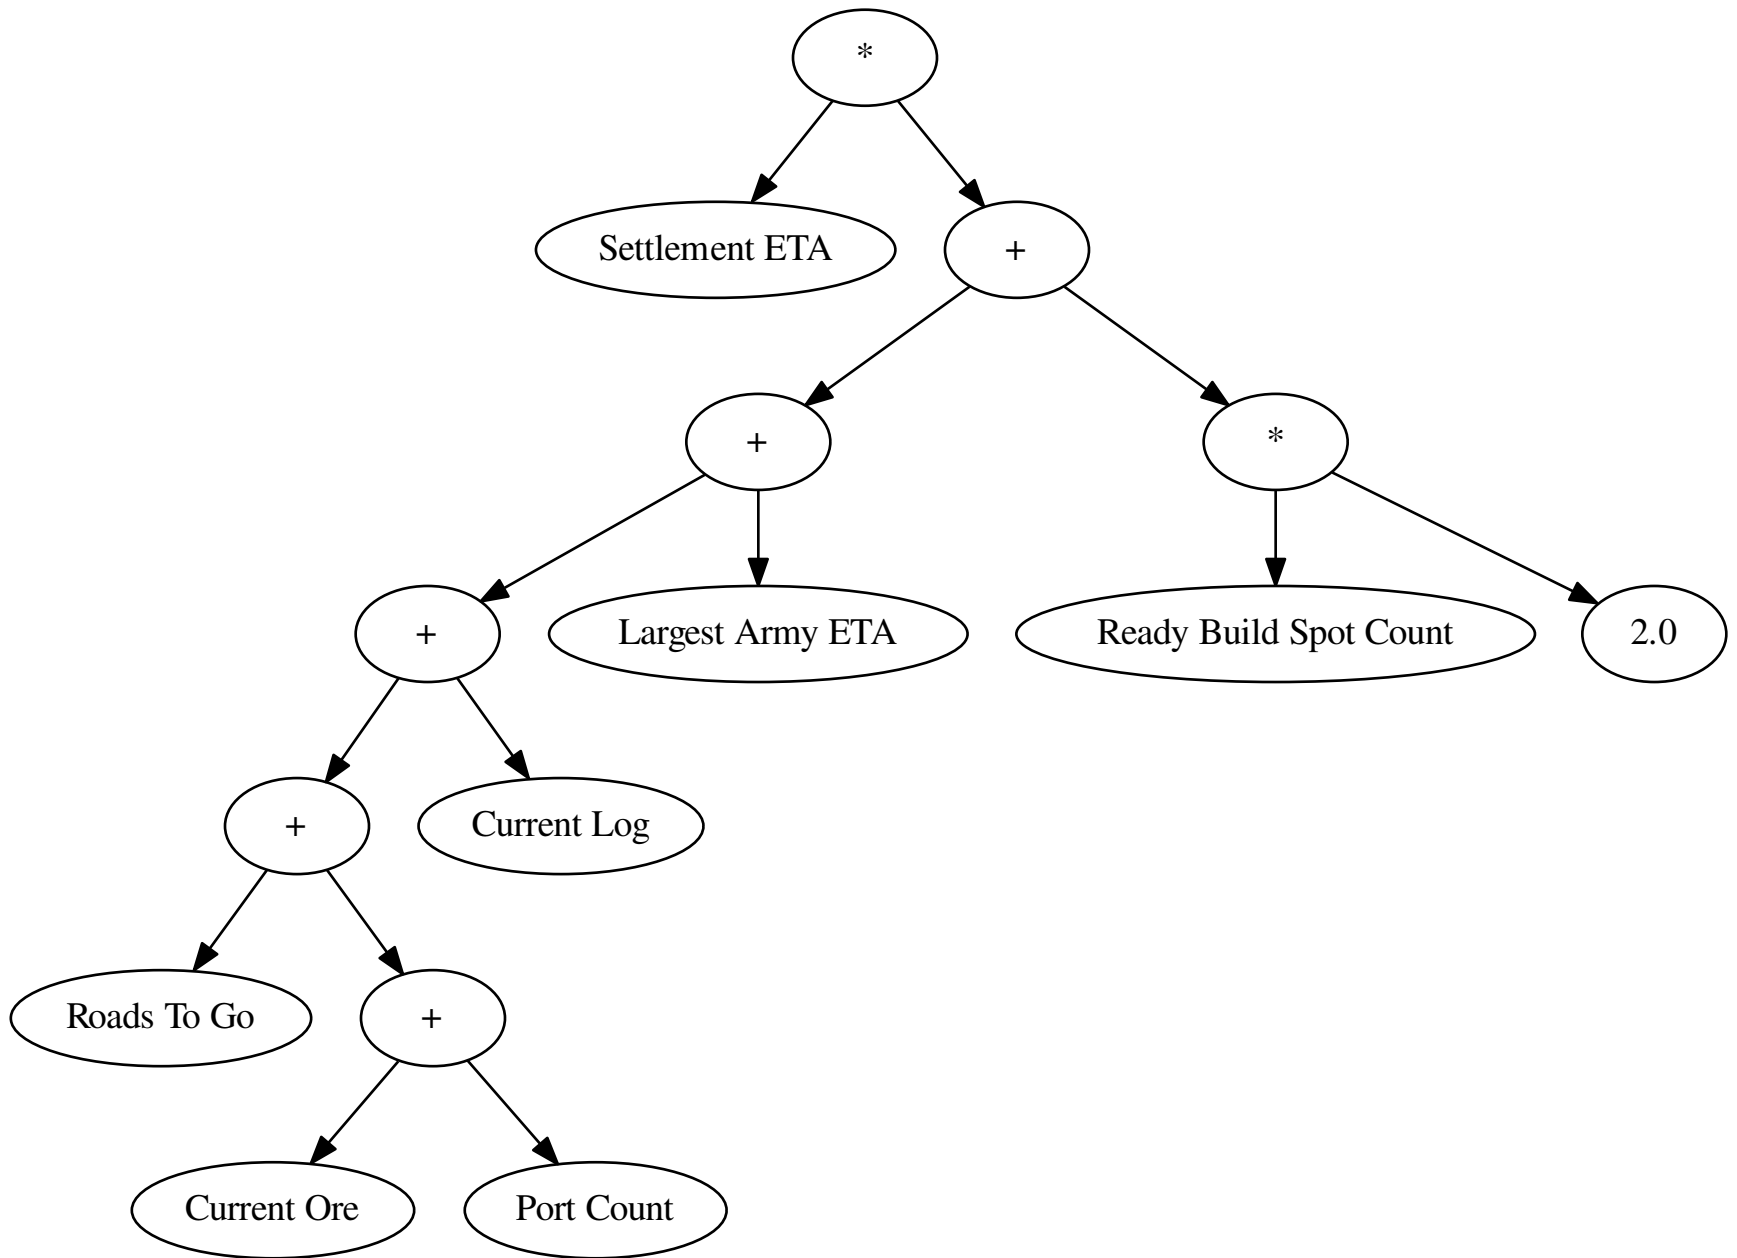 *
Settlement ETA
+
+
*
+
Largest Army ETA
Ready Build Spot Count
2.0
+
Current Log
Roads To Go
+
Current Ore
Port Count